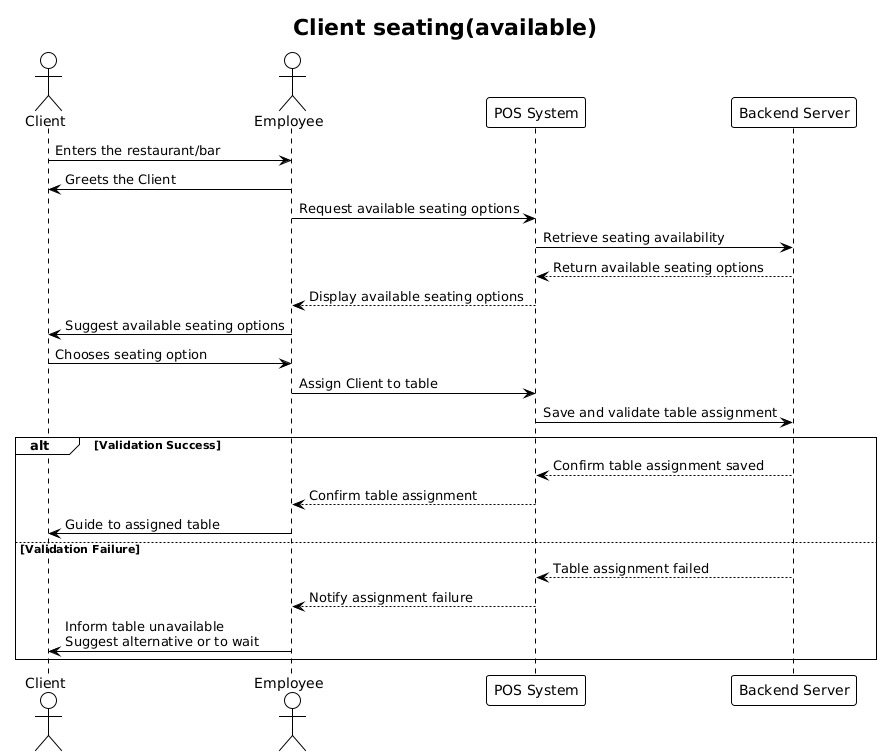 Client seating(available)
Client
Employee
POS System
Backend Server
Enters the restaurant/bar
Greets the Client
Request available seating options
Retrieve seating availability
Return available seating options
Display available seating options
Suggest available seating options
Chooses seating option
Assign Client to table
Save and validate table assignment
alt [Validation Success]
Confirm table assignment saved
Confirm table assignment
Guide to assigned table
[Validation Failure]
Table assignment failed
Notify assignment failure
Inform table unavailable
Suggest alternative or to wait
Client
Employee
POS System
Backend Server